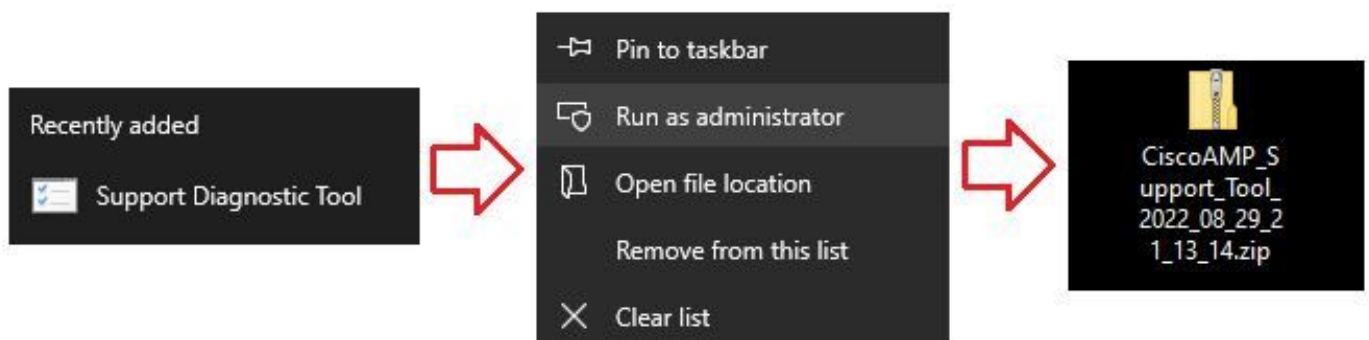 Recently added
Support Diagnostic Tool
Pin to taskbar
Run as administrator
Open file location
Remove from this list
Clear list
CiscoAMP_S
upport_Tool_
2022_08_29_2
1_13_14.zip